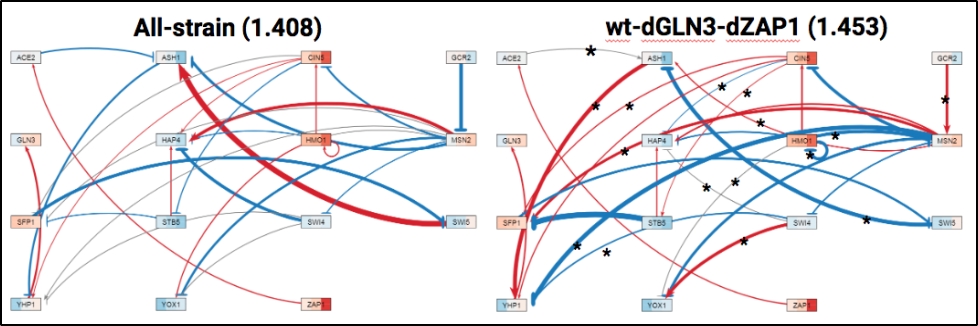 All-strain (1.408)
wt-dGLN3-dZAP1 (1.453)
ACE2 ASH1 CIN5 GCR2
ACE2 * ASH1 CIN5 GCR2
* * * * *
*
GLN3 HAP4 HMO1 MSN2
GLN3 * HAP4 HMO1 * * MSN2
* *
SFP1 STB5 SWI4 SWI5
SFP1 STB5 SWI4 * SWI5
* * *
YHP1 YOX1 ZAP1
YHP1 YOX1 ZAP1